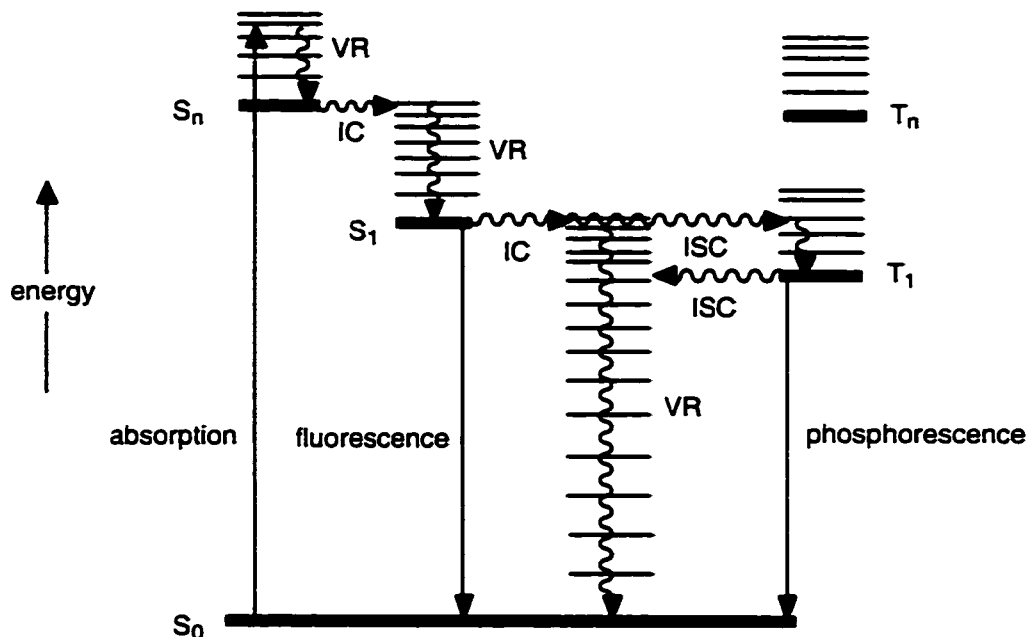 VR
Sn
IC
VR
Tn
S1
IC
ISC
T1
ISC
energy
VR
absorption
fluorescence
phosphorescence
S0